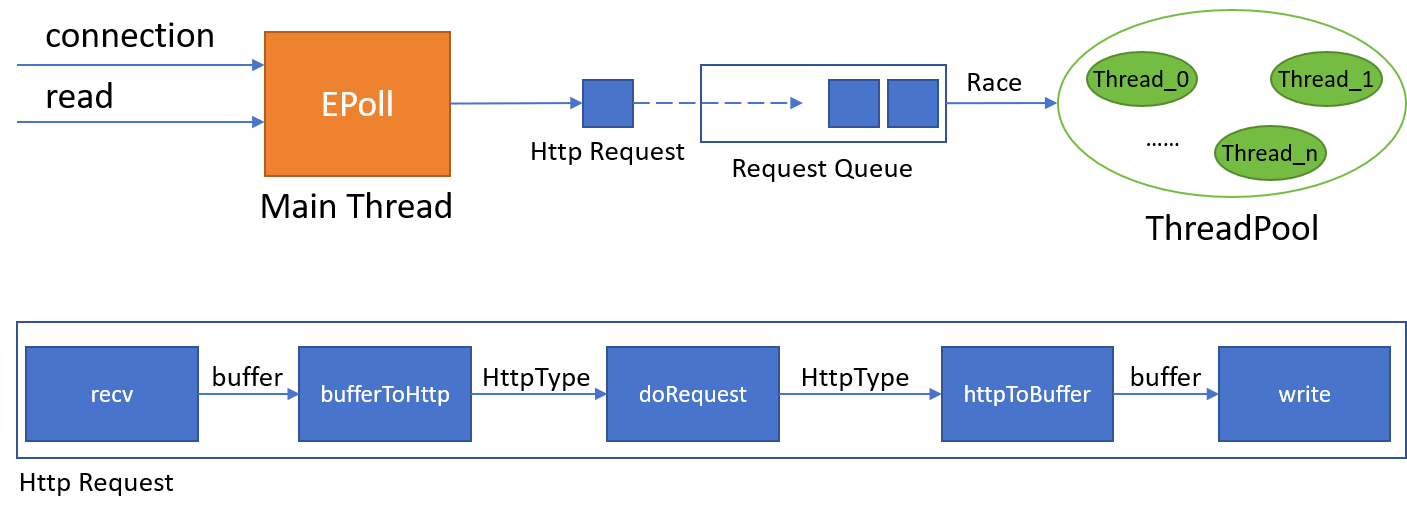 connection
read
EPoll
Main Thread
Http Request
Request Queue
Race
Thread_0
Thread_1
......
Thread_n
ThreadPool
recv
buffer
bufferToHttp
HttpType
doRequest
HttpType
httpToBuffer
buffer
write
Http Request